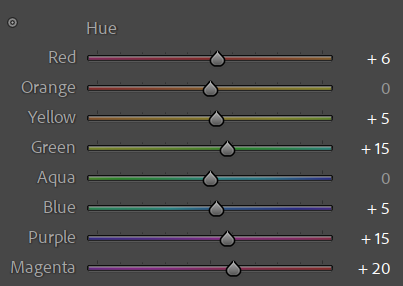 Hue
Red + 6
Orange 0
Yellow + 5
Green + 15
Aqua 0
Blue + 5
Purple + 15
Magenta + 20